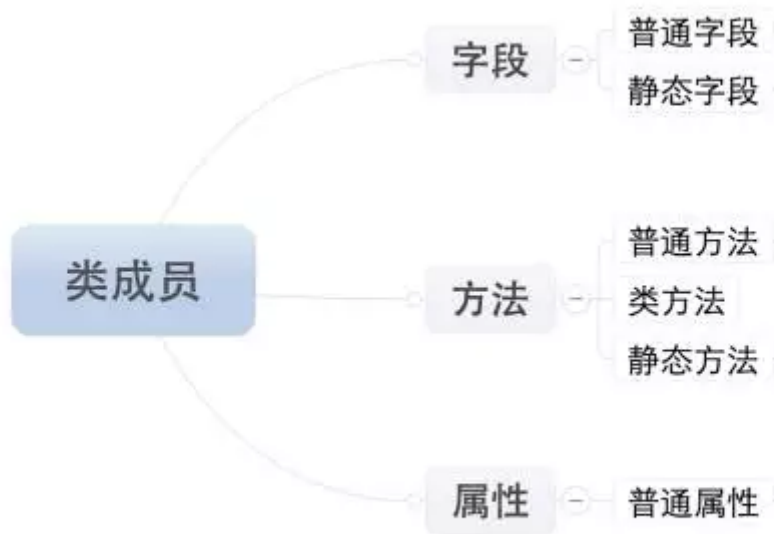 类成员
字段
普通字段
静态字段
方法
普通方法
类方法
静态方法
属性
普通属性